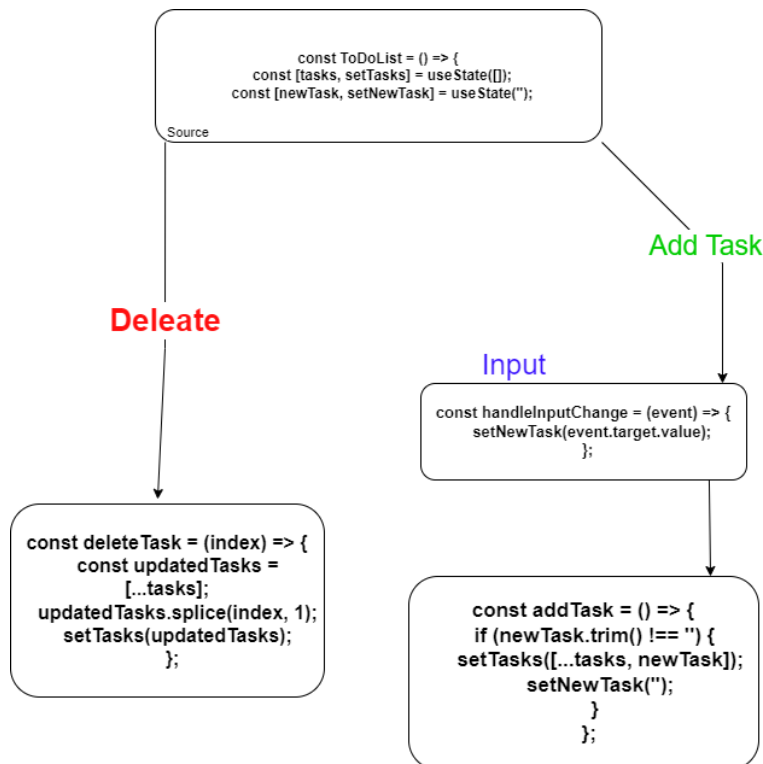 const ToDoList = () => {
const [tasks, setTasks] = useState([]);
const [newTask, setNewTask] = useState('');
Source
Add Task
Deleate
Input
const handleInputChange = (event) => {
setNewTask(event.target.value);
};
const deleteTask = (index) => {
const updatedTasks =
[...tasks];
updatedTasks.splice(index, 1);
setTasks(updatedTasks);
};
const addTask = () => {
if (newTask.trim() !== '') {
setTasks([...tasks, newTask]);
setNewTask('');
}
};